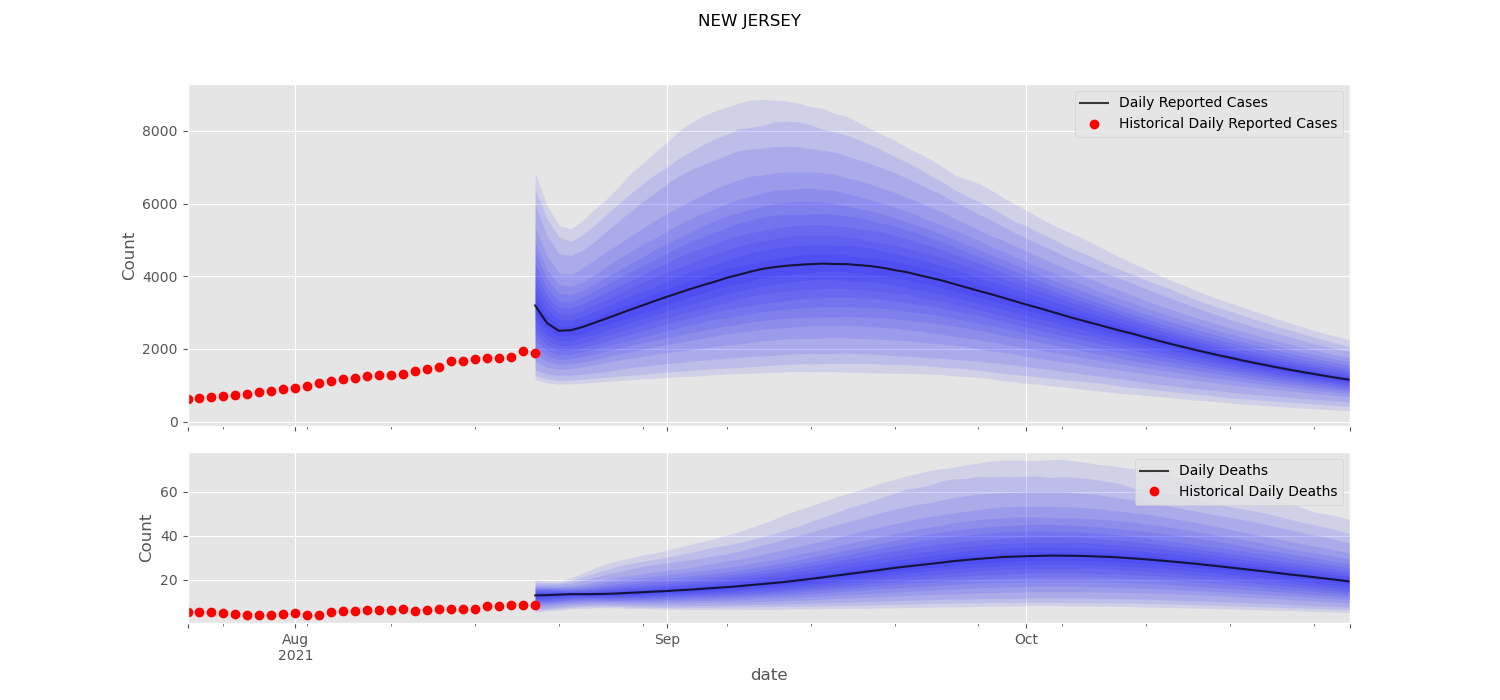 NEW JERSEY
Daily Reported Cases
Historical Daily Reported Cases
8000
6000
4000
2000
0
Count
Daily Deaths
Historical Daily Deaths
60
40
20
Count
Aug
2021
Sep
Oct
date